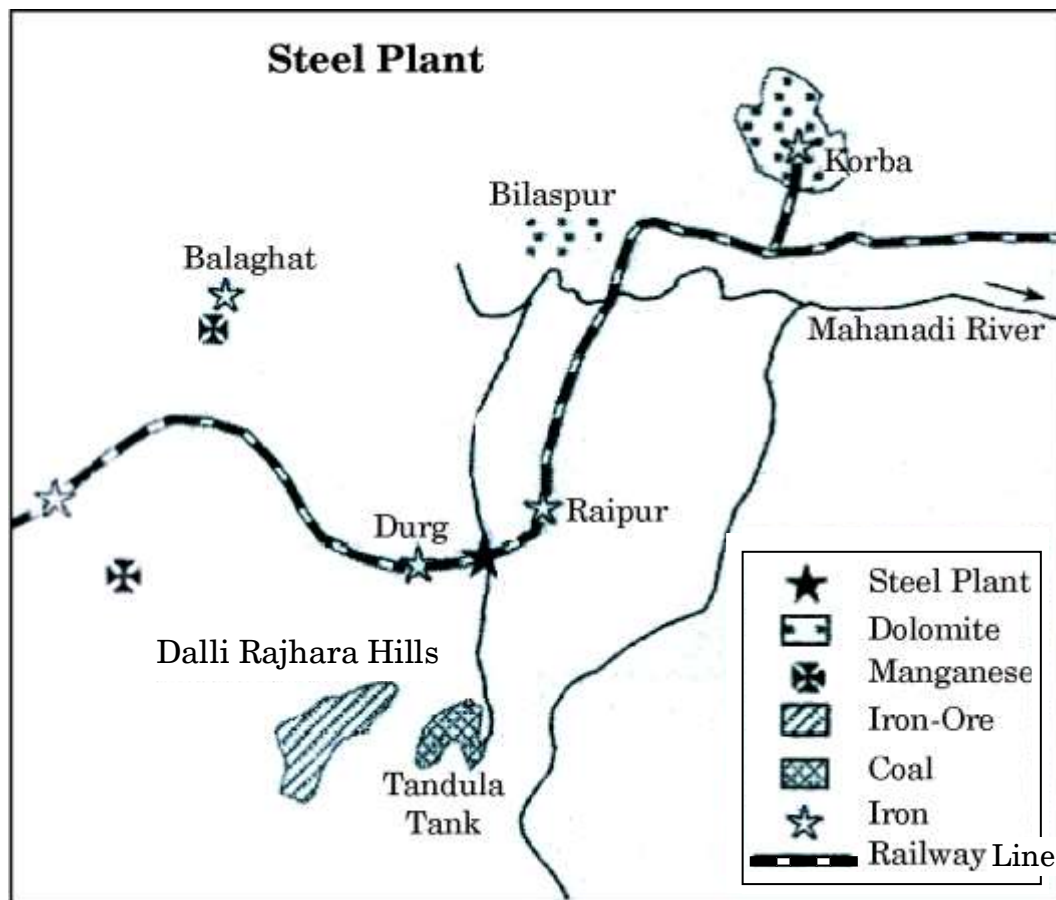 Steel Plant
Korba
Bilaspur
Balaghat
Mahanadi River
Raipur
Durg
Dalli Rajhara Hills
Tandula
Tank
Steel Plant
Dolomite
Manganese
Iron-Ore
Coal
Iron
Railway Line